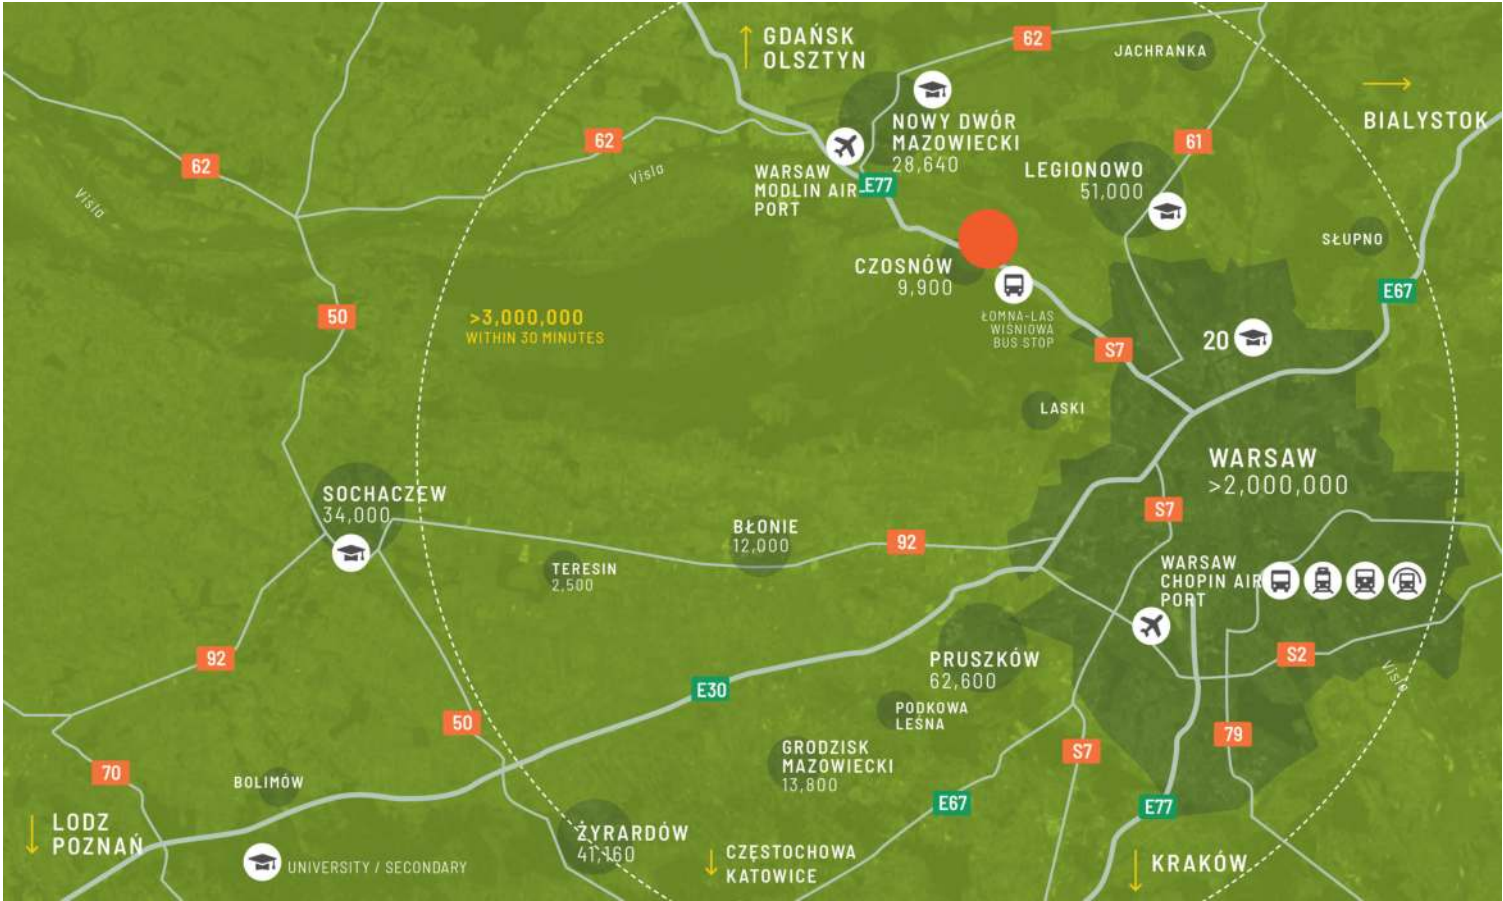 GDAŃSK
OLSZTYN
62
JACHRANKA
BIALYSTOK
NOWY DWÓR
MAZOWIECKI
28,640
62
62
61
Visla
Visla
WARSAW
MODLIN AIR
PORT
E77
LEGIONOWO
51,000
SŁUPNO
CZOSNÓW
9,900
E67
50
>3,000,000
WITHIN 30 MINUTES
ŁOMNA-LAS
WIŚNIOWA
BUS STOP
20
S7
LASKI
WARSAW
>2,000,000
SOCHACZEW
34,000
S7
BŁONIE
12,000
92
TERESIN
2,500
WARSAW
CHOPIN AIR
PORT
92
PRUSZKÓW
62,600
S2
Visla
E30
PODKOWA
LEŚNA
50
79
S7
GRODZISK
MAZOWIECKI
13,800
70
BOLIMÓW
E67
E77
LODZ
POZNAŃ
ŻYRARDÓW
41,160
CZĘSTOCHOWA
KATOWICE
KRAKÓW
UNIVERSITY / SECONDARY